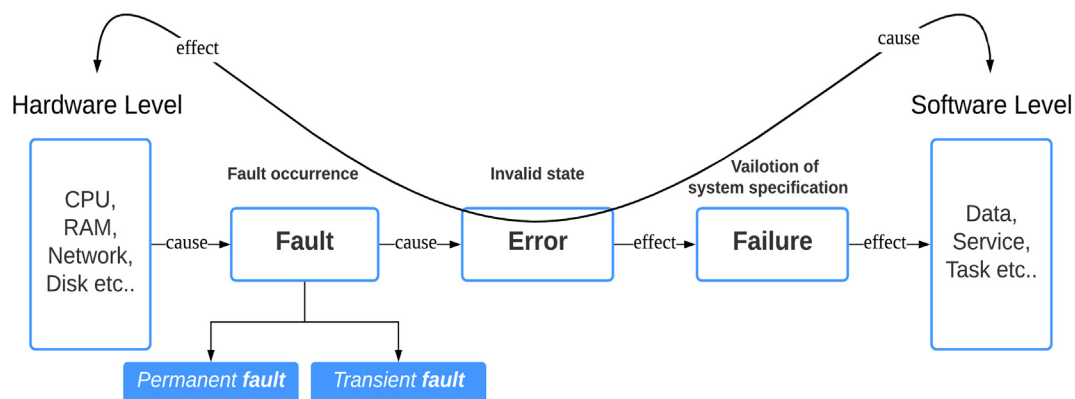 effect
cause
Hardware Level
Software Level
CPU,
RAM,
Network,
Disk etc..
cause
Fault occurrence
Fault
cause
Invalid state
Error
effect
Vailotion of
system specification
Failure
effect
Data,
Service,
Task etc..
Permanent fault
Transient fault